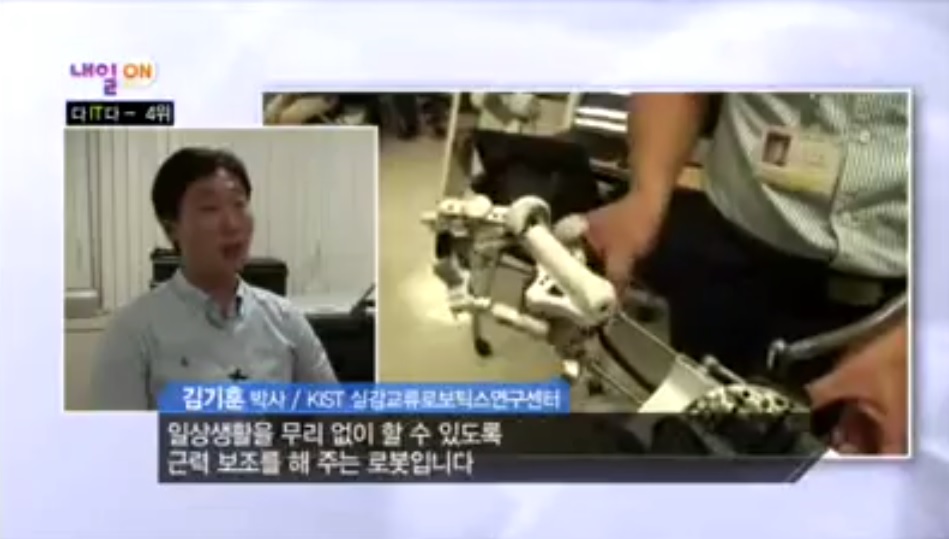 내일 ON
다IT다 - 4위
김기훈 박사 / KIST 실감교류로보틱스연구센터
일상생활을 무리 없이 할 수 있도록
근력 보조를 해 주는 로봇입니다